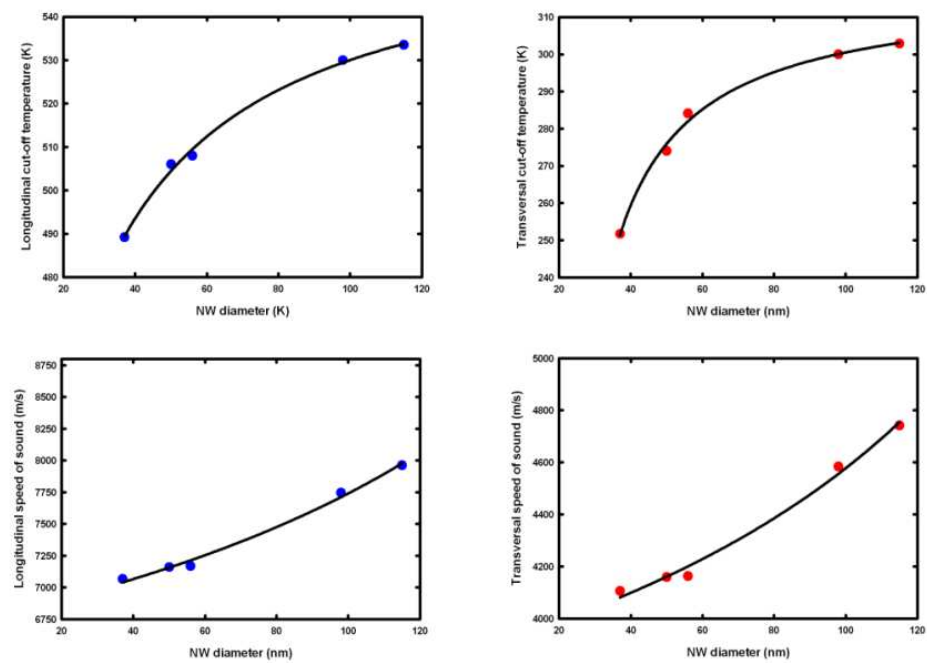 Longitudinal cut-off temperature (K)
540
530
520
510
500
490
480
20 40 60 80 100 120
NW diameter (K)
Transversal cut-off temperature (K)
310
300
290
280
270
260
250
240
20 40 60 80 100 120
NW diameter (nm)
Longitudinal speed of sound (m/s)
8750
8500
8250
8000
7750
7500
7250
7000
6750
20 40 60 80 100 120
NW diameter (nm)
Transversal speed of sound (m/s)
5000
4800
4600
4400
4200
4000
20 40 60 80 100 120
NW diameter (nm)